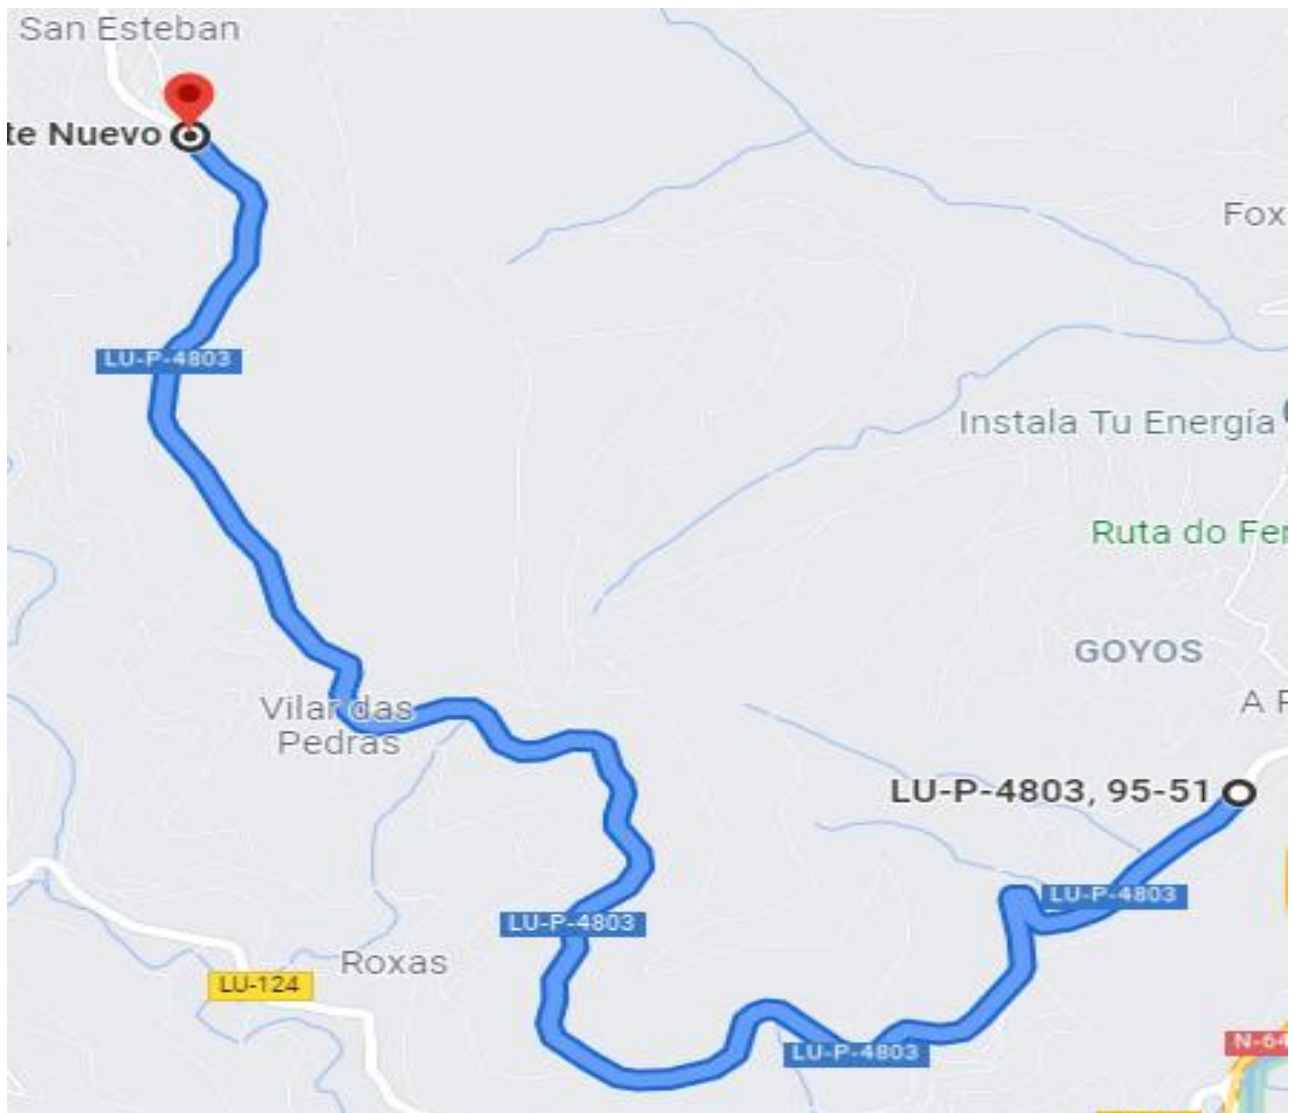 San Esteban
te Nuevo
Fox
LU-P-4803
Instala Tu Energía
Ruta do Fer
GOYOS
A F
Vilar das
Pedras
LU-P-4803, 95-51
LU-P-4803
LU-P-4803
Roxas
LU-124
LU-P-4803
N-64